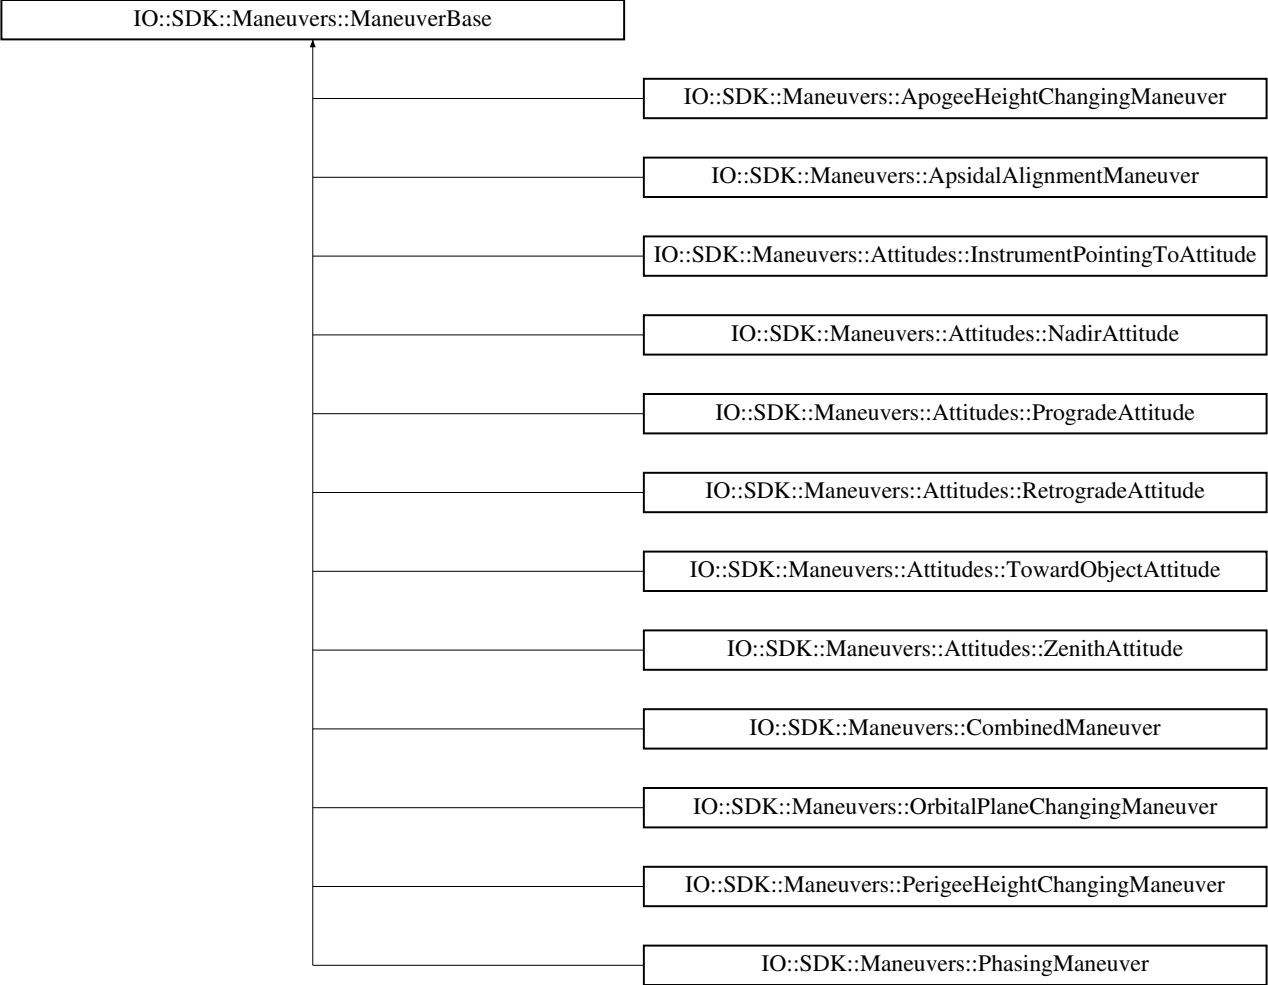 IO::SDK::Maneuvers::ManeuverBase
IO::SDK::Maneuvers::ApogeeHeightChangingManeuver
IO::SDK::Maneuvers::ApsidalAlignmentManeuver
IO::SDK::Maneuvers::Attitudes::InstrumentPointingToAttitude
IO::SDK::Maneuvers::Attitudes::NadirAttitude
IO::SDK::Maneuvers::Attitudes::ProgradeAttitude
IO::SDK::Maneuvers::Attitudes::RetrogradeAttitude
IO::SDK::Maneuvers::Attitudes::TowardObjectAttitude
IO::SDK::Maneuvers::Attitudes::ZenithAttitude
IO::SDK::Maneuvers::CombinedManeuver
IO::SDK::Maneuvers::OrbitalPlaneChangingManeuver
IO::SDK::Maneuvers::PerigeeHeightChangingManeuver
IO::SDK::Maneuvers::PhasingManeuver